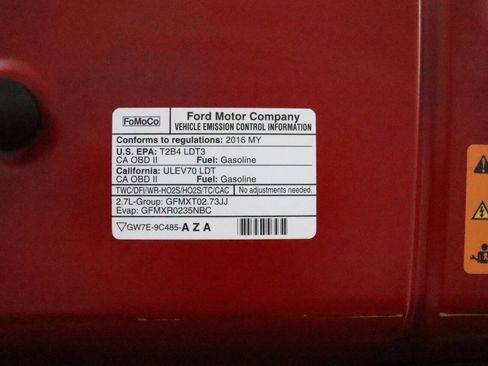 FoMoCo
Ford Motor Company
VEHICLE EMISSION CONTROL INFORMATION
Conforms to regulations: 2016 MY
U.S. EPA: T2B4 LDT3
CA OBD II Fuel: Gasoline
California: ULEV70 LDT
CA OBD II Fuel: Gasoline
TWC/DFI/WR-HO2S/HO2S/TC/CAC No adjustments needed.
2.7L-Group: GFMXT02.73JJ
Evap: GFMXR0235NBC
GW7E-9C485-AZA